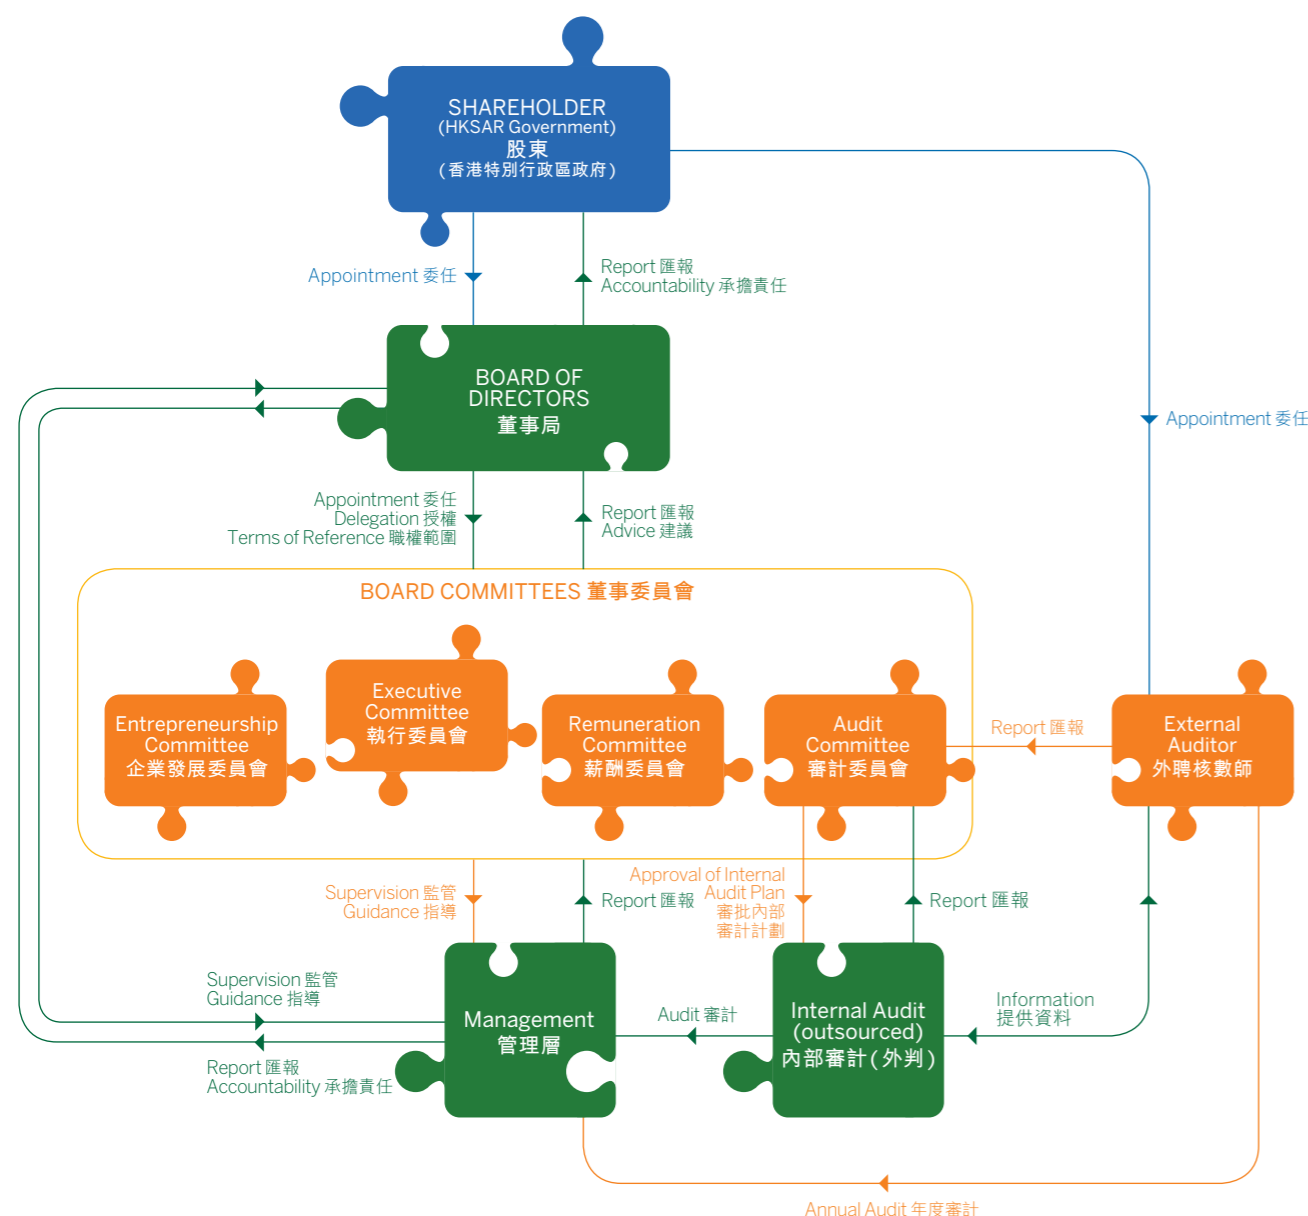 SHAREHOLDER
(HKSAR Government)
股東
(香港特別行政區政府)
Appointment 委任
Report 匯報
Accountability 承擔責任
BOARD OF
DIRECTORS
董事局
Appointment 委任
Appointment 委任
Delegation 授權
Terms of Reference 職權範圍
Report 匯報
Advice 建議
BOARD COMMITTEES 董事委員會
Entrepreneurship
Committee
企業發展委員會
Executive
Committee
執行委員會
Remuneration
Committee
薪酬委員會
Audit
Committee
審計委員會
Report 匯報
External
Auditor
外聘核數師
Supervision 監管
Guidance 指導
Report 匯報
Approval of Internal
Audit Plan
審批內部
審計計劃
Report 匯報
Supervision 監管
Guidance 指導
Management
管理層
Audit 審計
Internal Audit
(outsourced)
內部審計(外判)
Information
提供資料
Report 匯報
Accountability 承擔責任
Annual Audit 年度審計